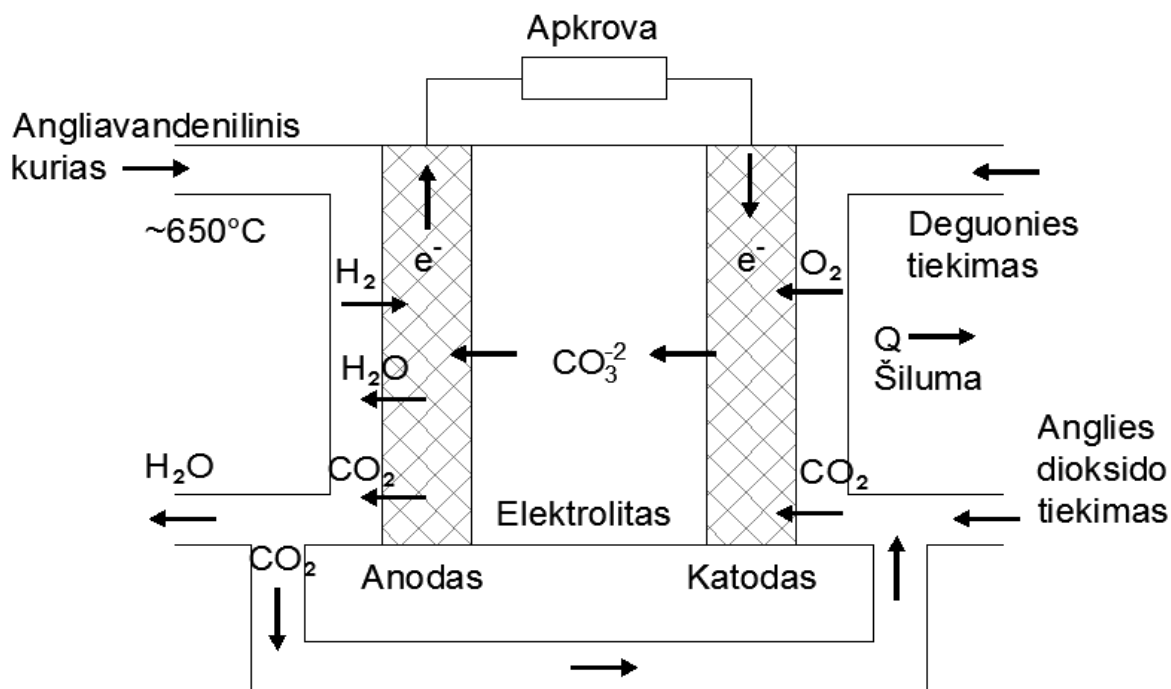 Apkrova
Angliavandenilinis
kurias
~650°C
H₂
e⁻
e⁻
O₂
Deguonies
tiekimas
H₂O
CO₃⁻²
Q
Šiluma
H₂O
CO₂
Elektrolitas
CO₂
Anglies
dioksido
tiekimas
CO₂
Anodas
Katodas